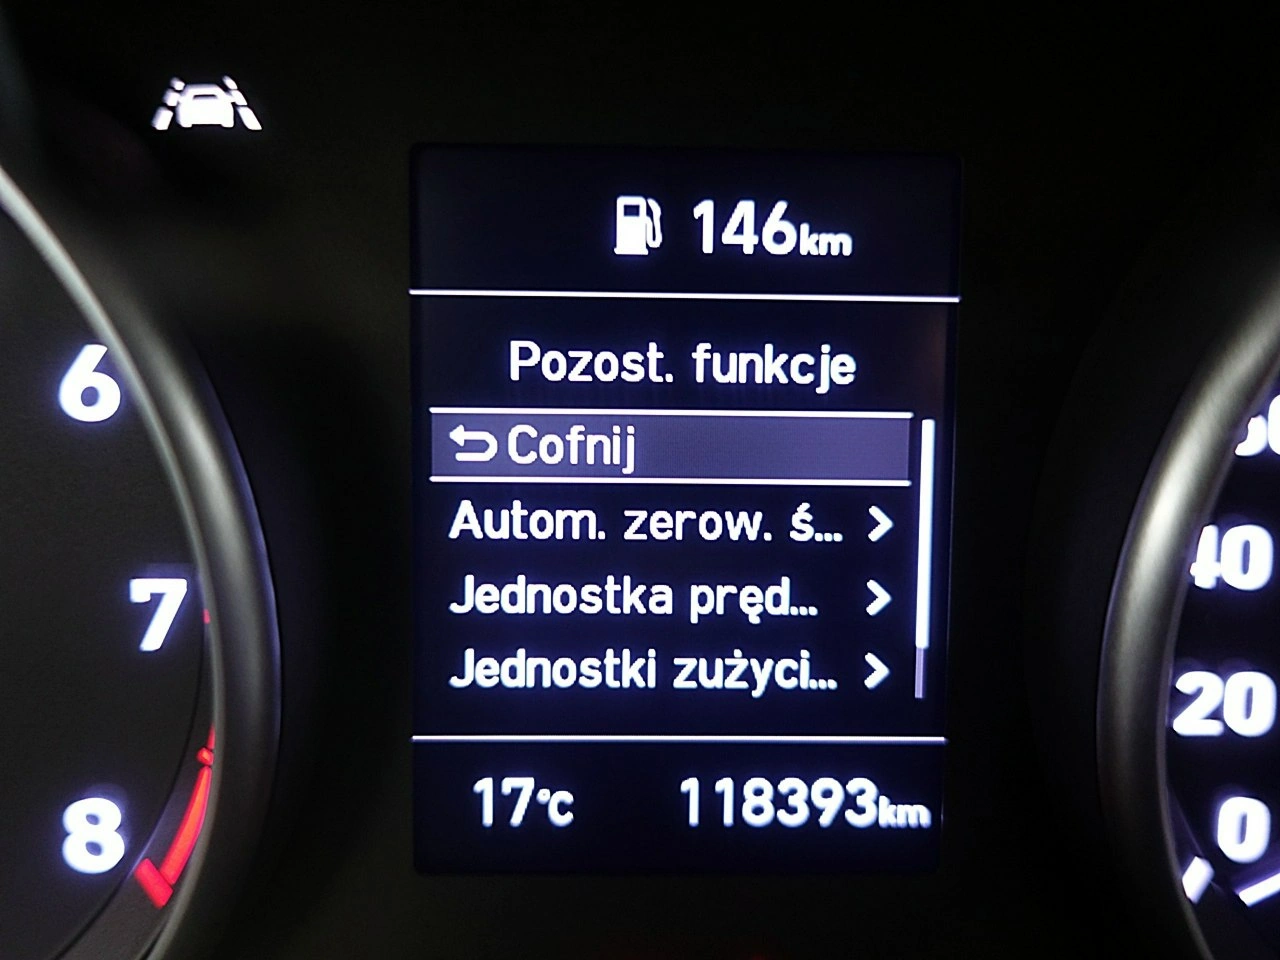 146km
Pozost. funkcje
Cofnij
Autom. zerow. ś...
Jednostka pręd...
Jednostki zużyci...
17°C 118393km
6
7
8
40
20
0